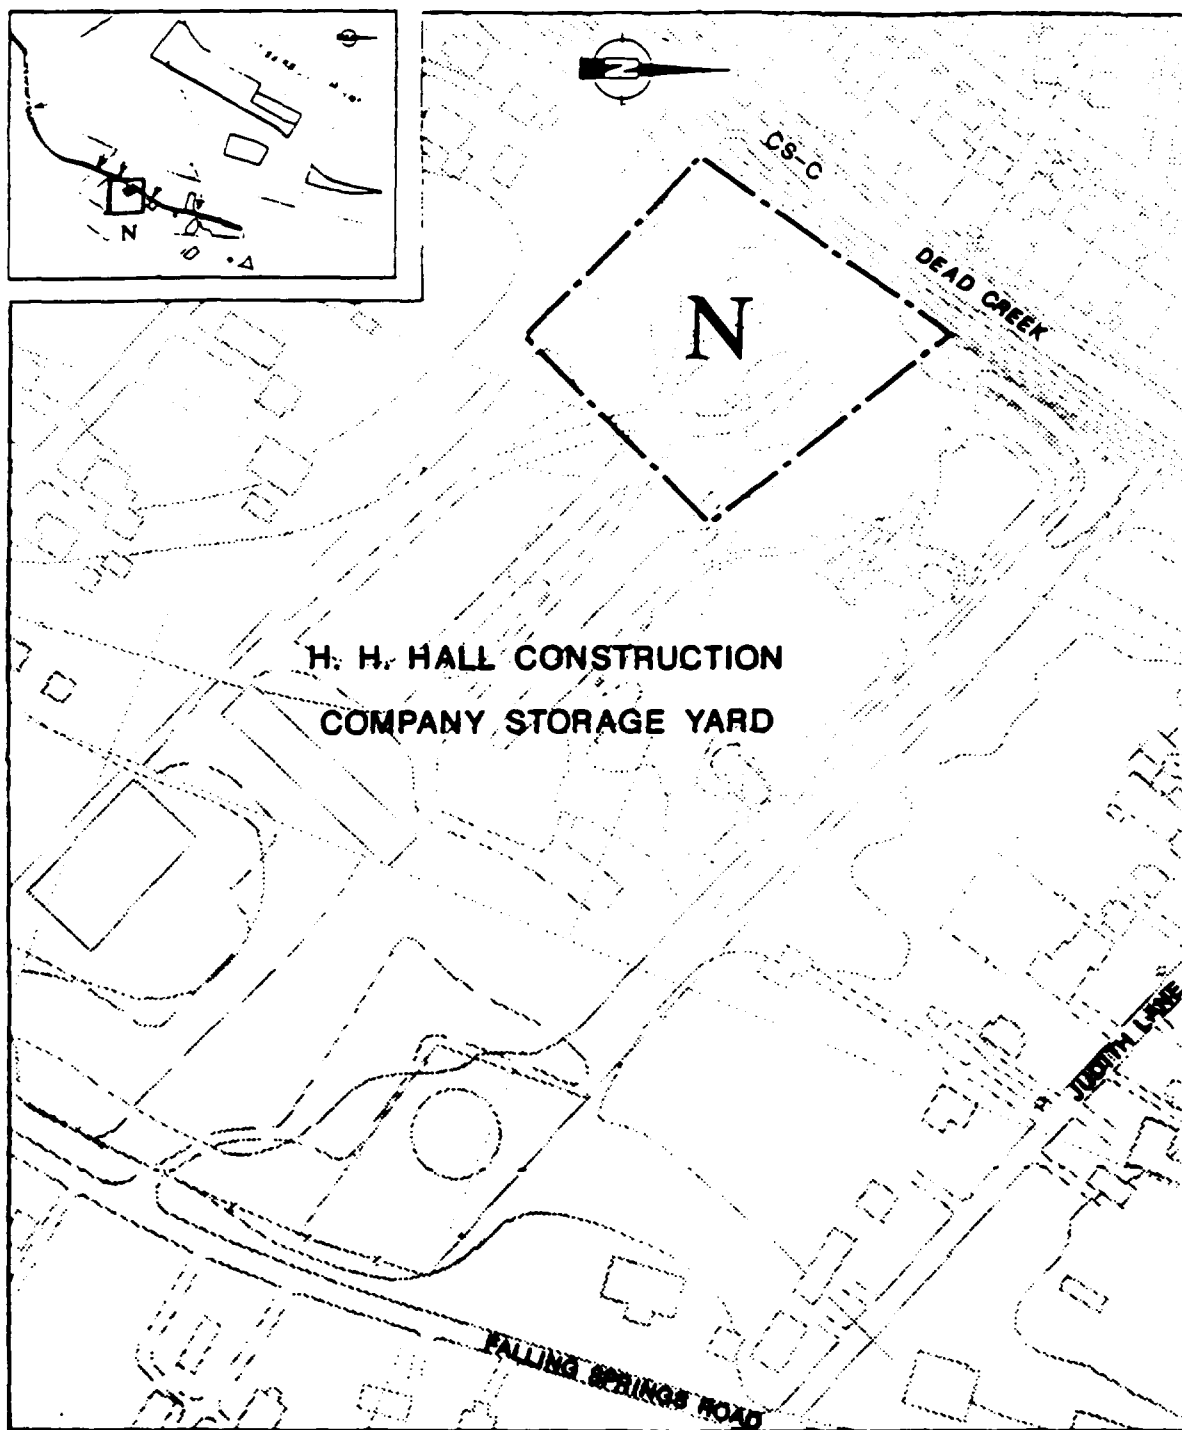 N
N
CS-C
DEAD CREEK
N
H. H. HALL CONSTRUCTION
COMPANY STORAGE YARD
JUDITH LANE
FALLING SPRINGS ROAD